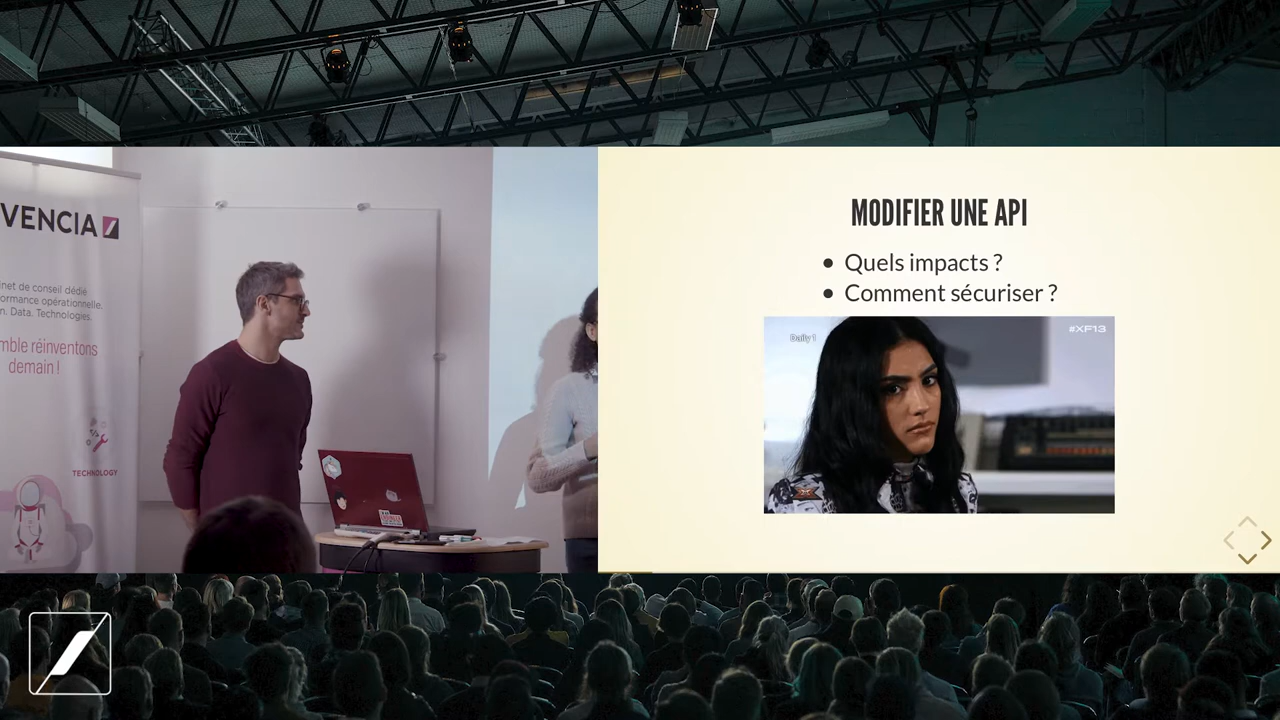 VENCIA
net de conseil dédié
ormance opérationnelle.
n. Data. Technologies.
mble réinventons
demain !
TECHNOLOGY
MODIFIER UNE API
• Quels impacts ?
• Comment sécuriser ?
Daily 1
#XF13